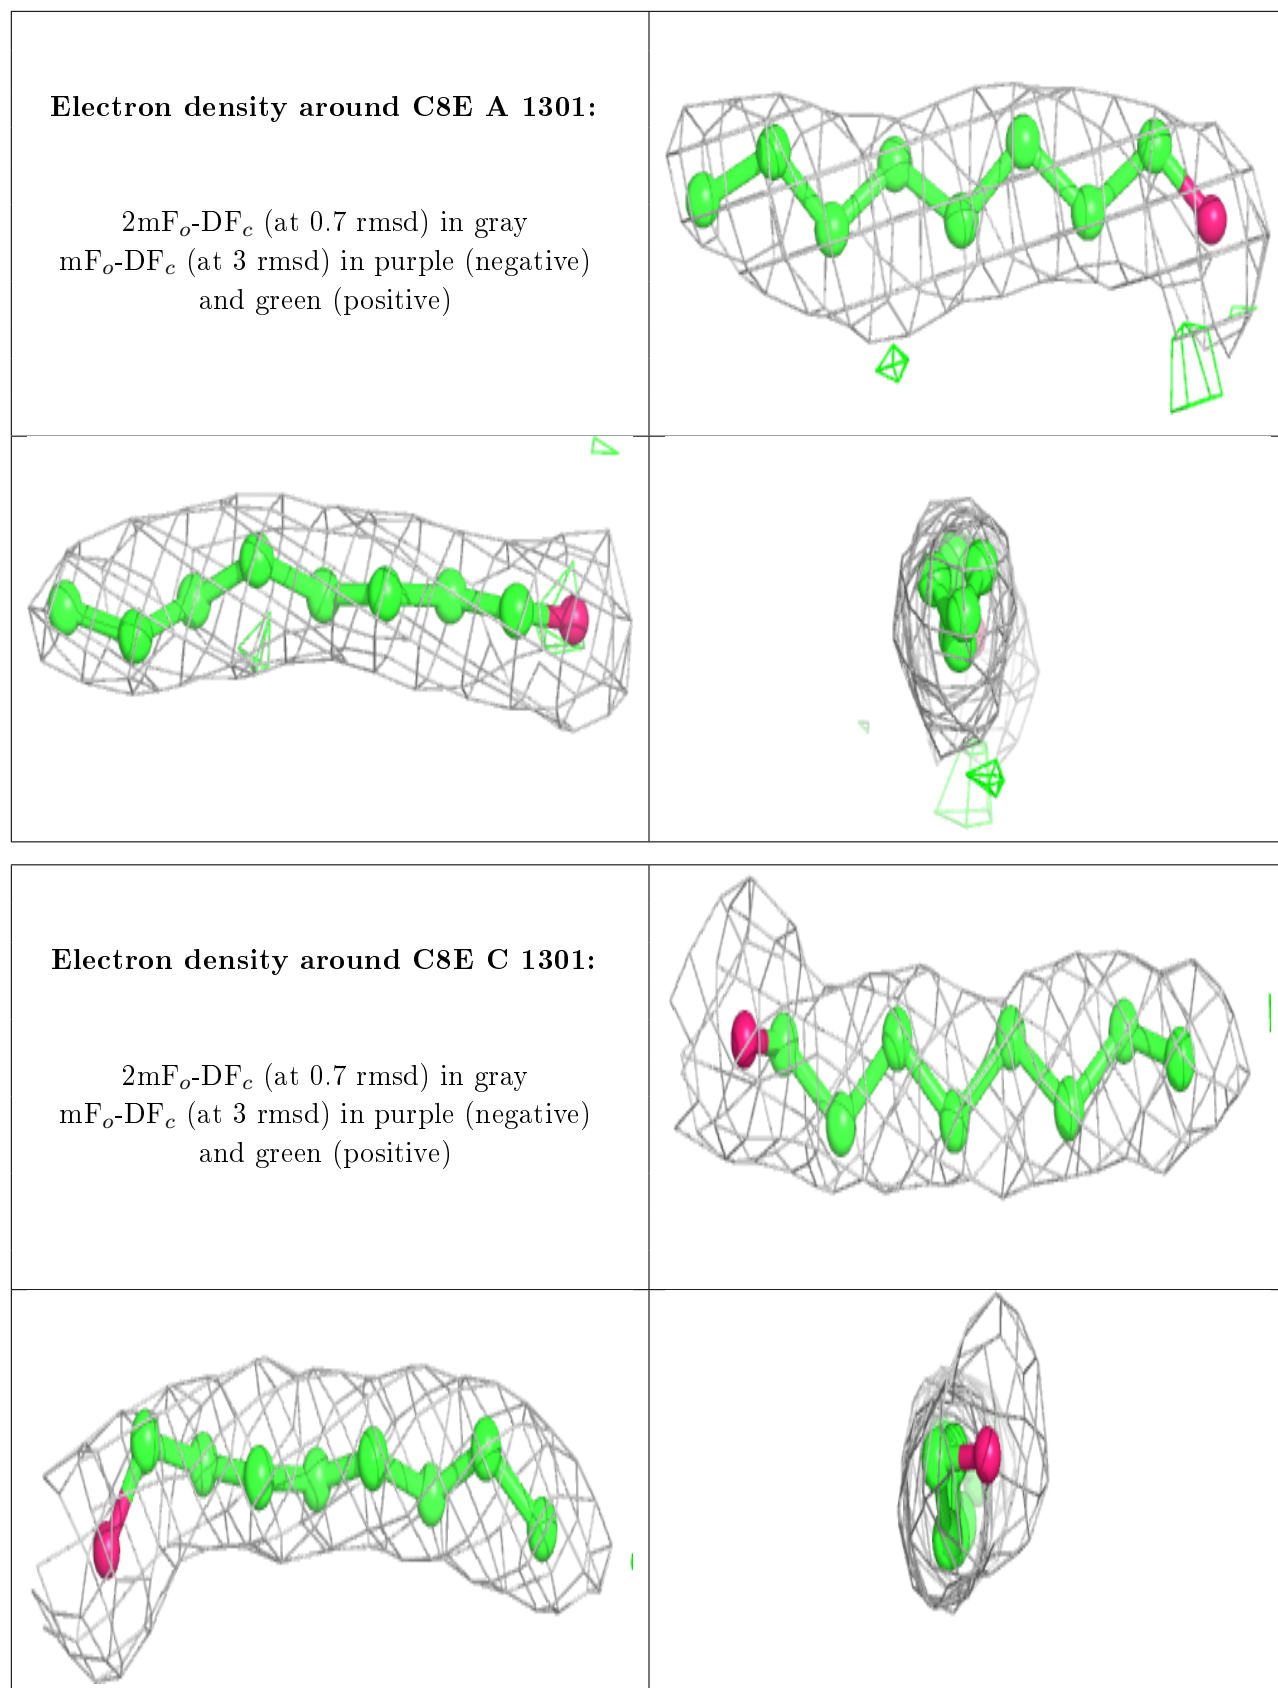 Electron density around C8E A 1301:
2mFo-DFc (at 0.7 rmsd) in gray
mFo-DFc (at 3 rmsd) in purple (negative)
and green (positive)
Electron density around C8E C 1301:
2mFo-DFc (at 0.7 rmsd) in gray
mFo-DFc (at 3 rmsd) in purple (negative)
and green (positive)